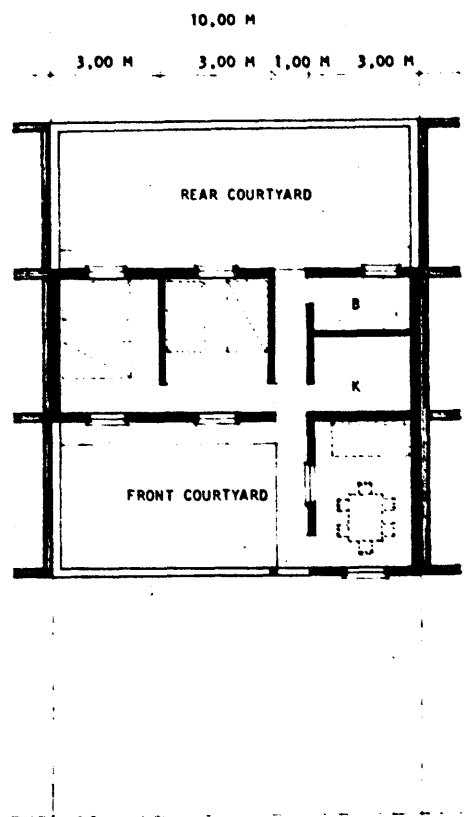 10,00 M
3,00 M 3,00 M 1,00 M 3,00 M
REAR COURTYARD
B
K
FRONT COURTYARD